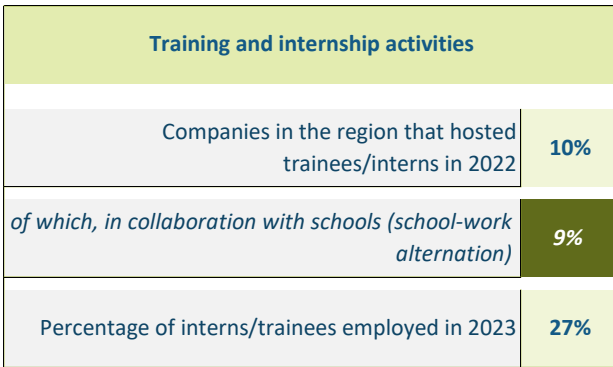 Training and internship activities
Companies in the region that hosted
trainees/interns in 2022
10%
of which, in collaboration with schools (school-work
alternation)
9%
Percentage of interns/trainees employed in 2023
27%